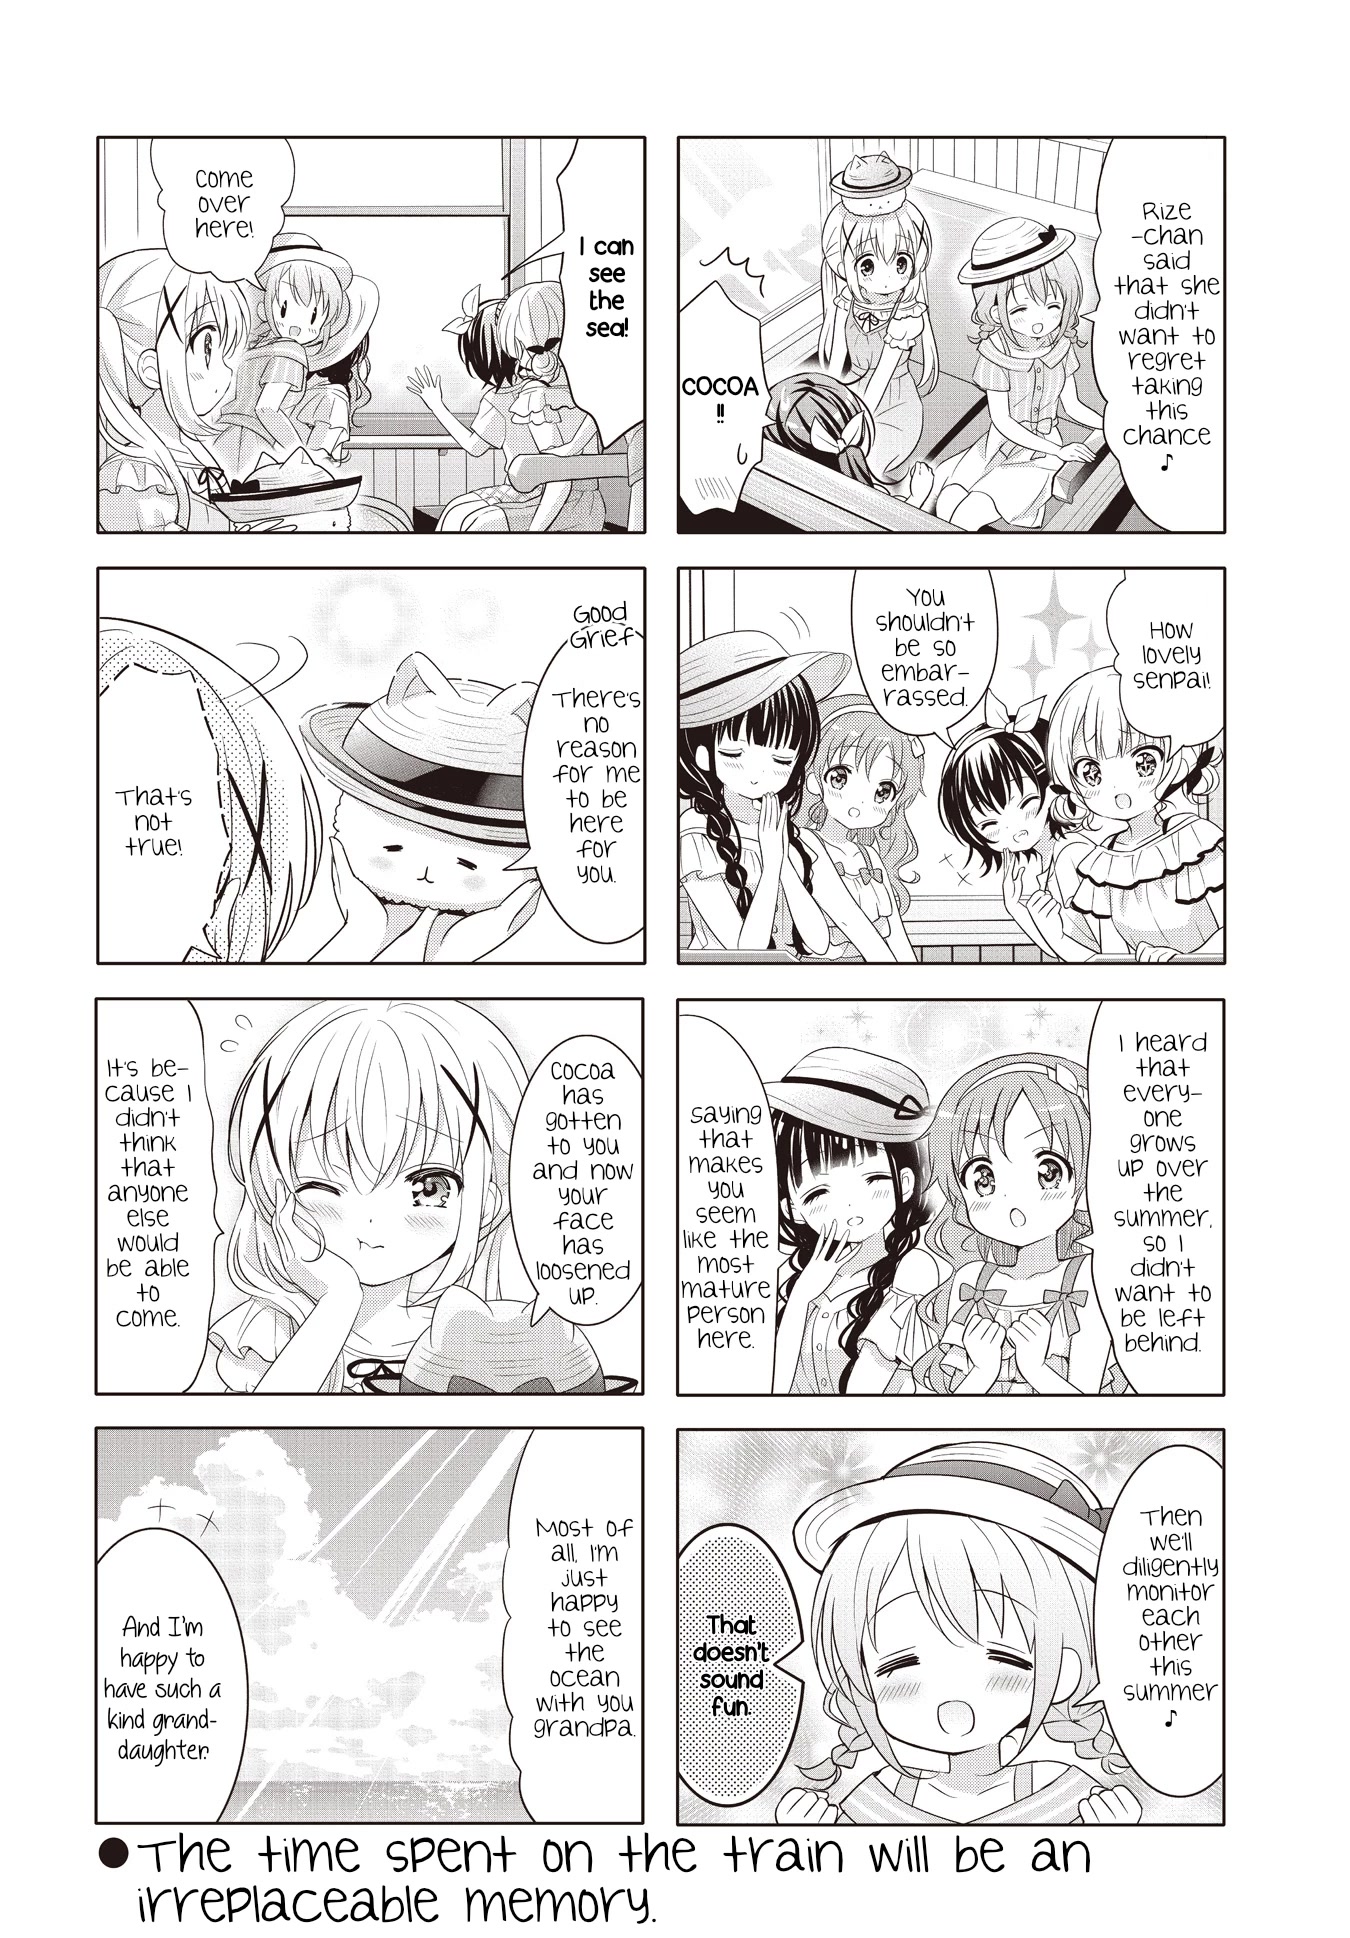 Rize
-chan
said
that she
didn't
want to
regret
taking
this
chance
♪
COCOA
!!
How
lovely
senpai!
You
shouldn't
be so
embar-
rassed.
I heard
that
every-
one
grows
up over
the
summer,
so I
didn't
want to
be left
behind.
Saying
that
makes
you
seem
like the
most
mature
person
here.
Then
we'll
diligently
monitor
each
other
this
summer
♪
That
doesn't
sound
fun.
I can
see
the
sea!
Come
over
here!
Good
Grief
There's
no
reason
for me
to be
here
for
you.
That's
not
true!
Cocoa
has
gotten
to you
and now
your
face
has
loosened
up.
It's be-
cause I
didn't
think
that
anyone
else
would
be able
to
come.
Most of
all, I'm
just
happy
to see
the
ocean
with you
grandpa.
And I'm
happy to
have such a
kind grand-
daughter.
● The time spent on the train will be an
irreplaceable memory.